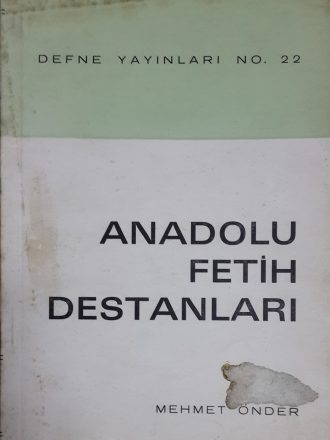 DEFNE YAYINLARI NO. 22
ANADOLU
FETİH
DESTANLARI
MEHMET ÖNDER